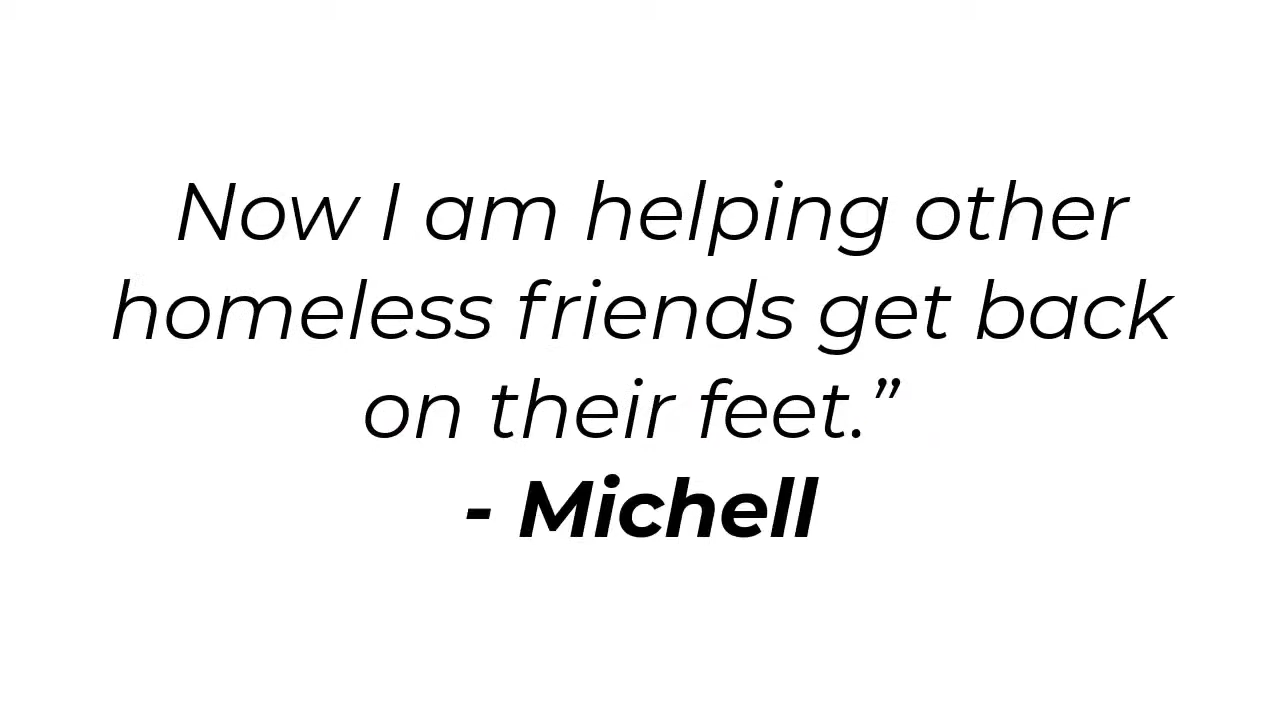 Now I am helping other
homeless friends get back
on their feet.”
- Michell